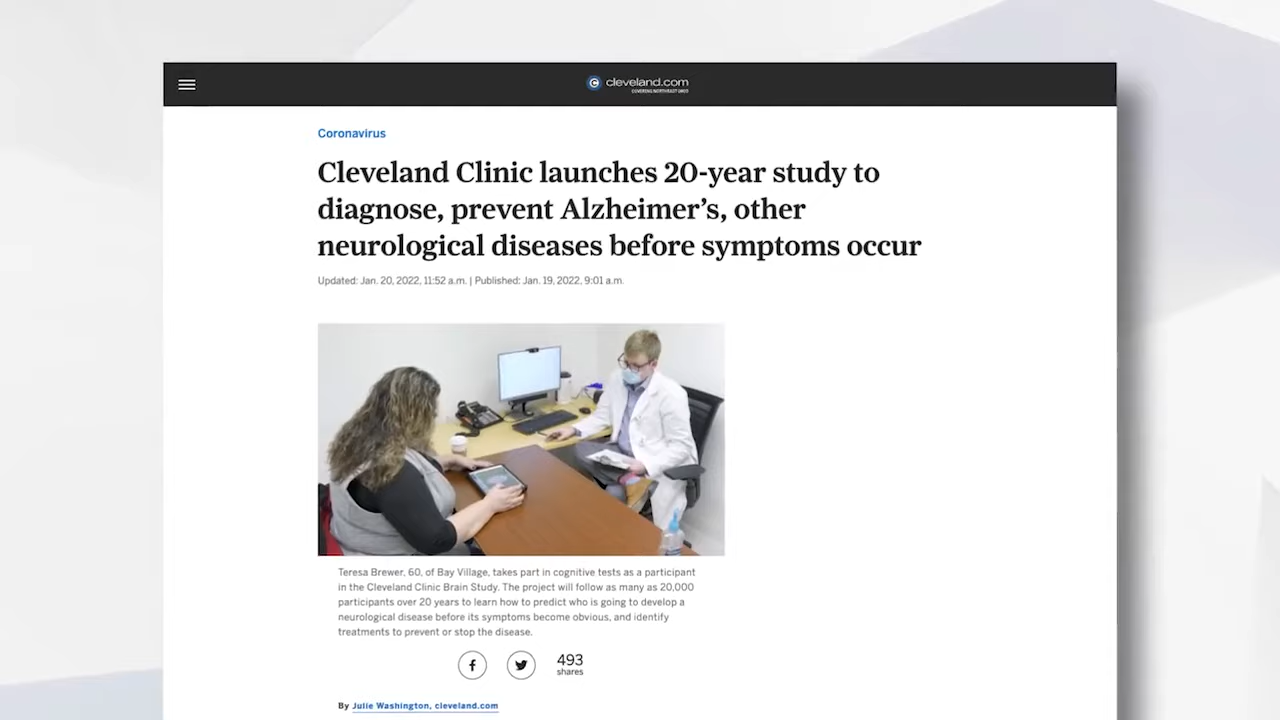 cleveland.com
COVERING NORTHEAST OHIO
Coronavirus
Cleveland Clinic launches 20-year study to
diagnose, prevent Alzheimer's, other
neurological diseases before symptoms occur
Updated: Jan. 20, 2022, 11:52 a.m. | Published: Jan. 19, 2022, 9:01 a.m.
Teresa Brewer, 60, of Bay Village, takes part in cognitive tests as a participant
in the Cleveland Clinic Brain Study. The project will follow as many as 20,000
participants over 20 years to learn how to predict who is going to develop a
neurological disease before its symptoms become obvious, and identify
treatments to prevent or stop the disease.
493
shares
By Julie Washington, cleveland.com